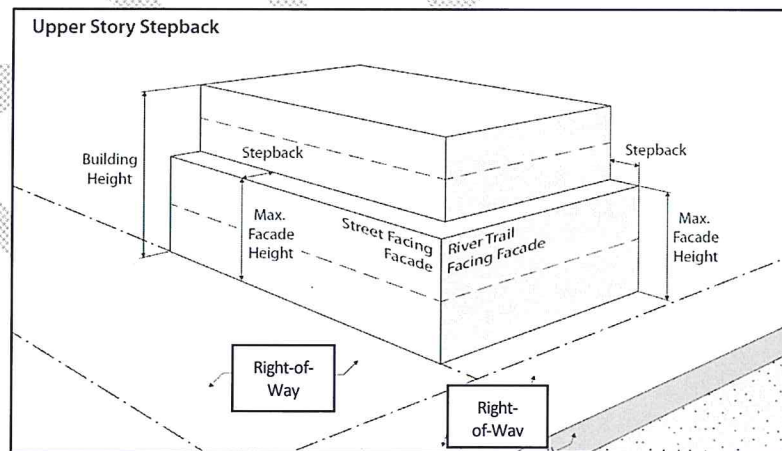 Upper Story Stepback
Building
Height
Stepback
Max.
Facade
Height
Street Facing
Facade
River Trail
Facing Facade
Stepback
Max.
Facade
Height
Right-of-
Way
Right-
of-Way